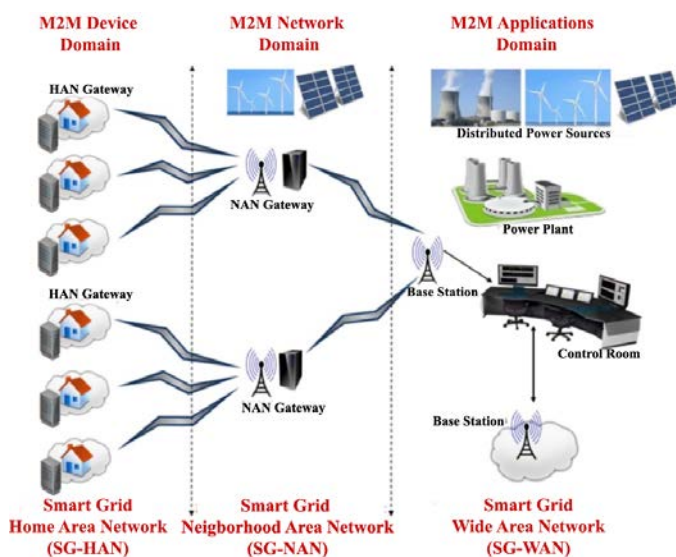 M2M Device
Domain
M2M Network
Domain
M2M Applications
Domain
HAN Gateway
NAN Gateway
Distributed Power Sources
Power Plant
Base Station
HAN Gateway
Control Room
NAN Gateway
Base Station
Smart Grid
Home Area Network
(SG-HAN)
Smart Grid
Neigborhood Area Network
(SG-NAN)
Smart Grid
Wide Area Network
(SG-WAN)